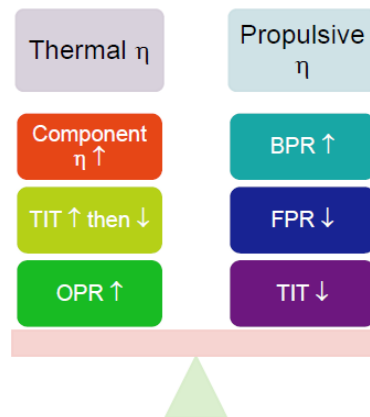 Thermal η
Propulsive
η
Component
η ↑
TIT ↑ then ↓
OPR ↑
BPR ↑
FPR ↓
TIT ↓